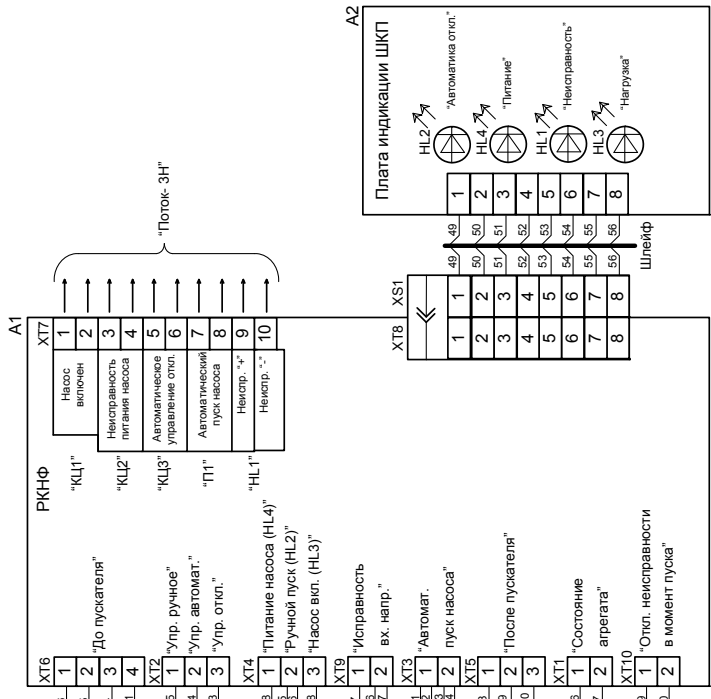 A1
РКНФ
XT7
Насос
включен
1
2
Неисправность
питания насоса
3
4
Автоматическое
управление откл.
5
6
Автоматический
пуск насоса
7
8
Неиспр. "+"
9
Неиспр. "-"
10
"КЦ1"
"КЦ2"
"КЦ3"
"П1"
"HL1"
"Поток- 3Н"
XT6
1
2
3
4
"До пускателя"
XT2
1 "Упр. ручное"
2 "Упр. автомат."
3 "Упр. откл."
XT4
1 "Питание насоса (HL4)"
2 "Ручной пуск (HL2)"
3 "Насос вкл. (HL3)"
XT9
1 "Исправность
2 вх. напр."
XT3
1 "Автомат.
2 пуск насоса"
XT5
1
2 "После пускателя"
3
XT1
1 "Состояние
2 агрегата"
XT10
1 "Откл. неисправности
2 в момент пуска"
XT8 XS1
1 1 49 49 1
2 2 50 50 2
3 3 51 51 3
4 4 52 52 4
5 5 53 53 5
6 6 54 54 6
7 7 55 55 7
8 8 56 56 8
Шлейф
A2
Плата индикации ШКП
HL2 "Автоматика откл."
HL4 "Питание"
HL1 "Неисправность"
HL3 "Нагрузка"